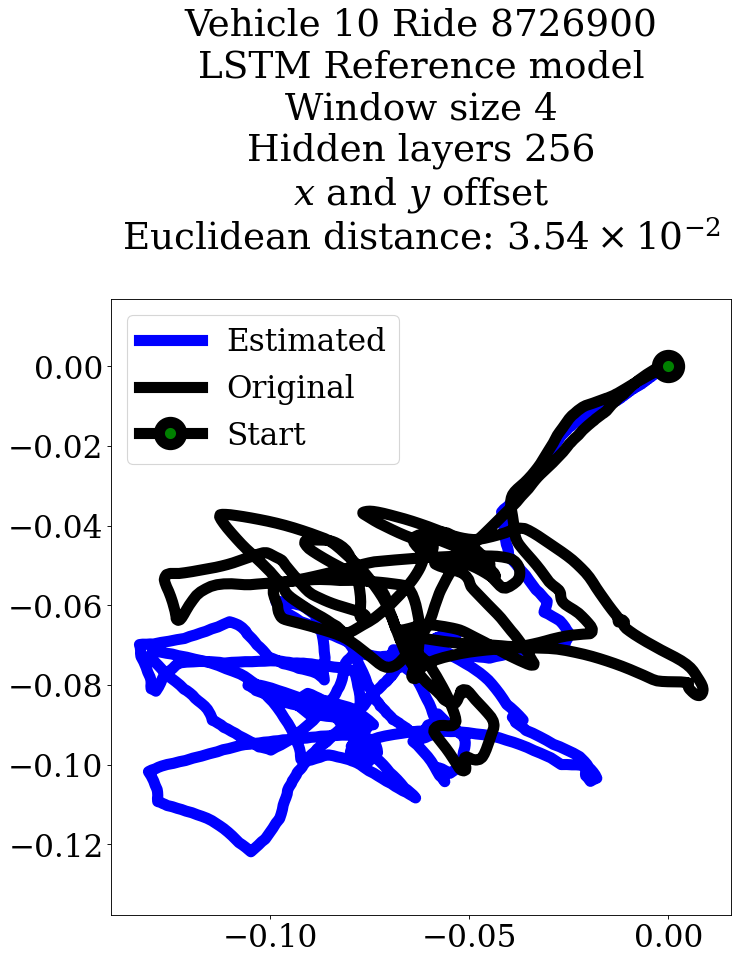 Vehicle 10 Ride 8726900
LSTM Reference model
Window size 4
Hidden layers 256
x and y offset
Euclidean distance: 3.54 × 10⁻²
Estimated
Original
Start
0.00
−0.02
−0.04
−0.06
−0.08
−0.10
−0.12
−0.10
−0.05
0.00